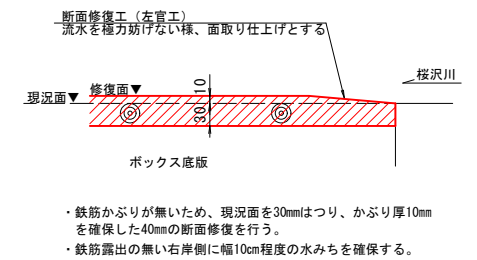 断面修復工（左官工）
流水を極力妨げない様、面取り仕上げとする
桜沢川
現況面▼
修復面▼
10
30
ボックス底版
・鉄筋かぶりが無いため、現況面を30mmはつり、かぶり厚10mm
を確保した40mmの断面修復を行う。
・鉄筋露出の無い右岸側に幅10cm程度の水みちを確保する。